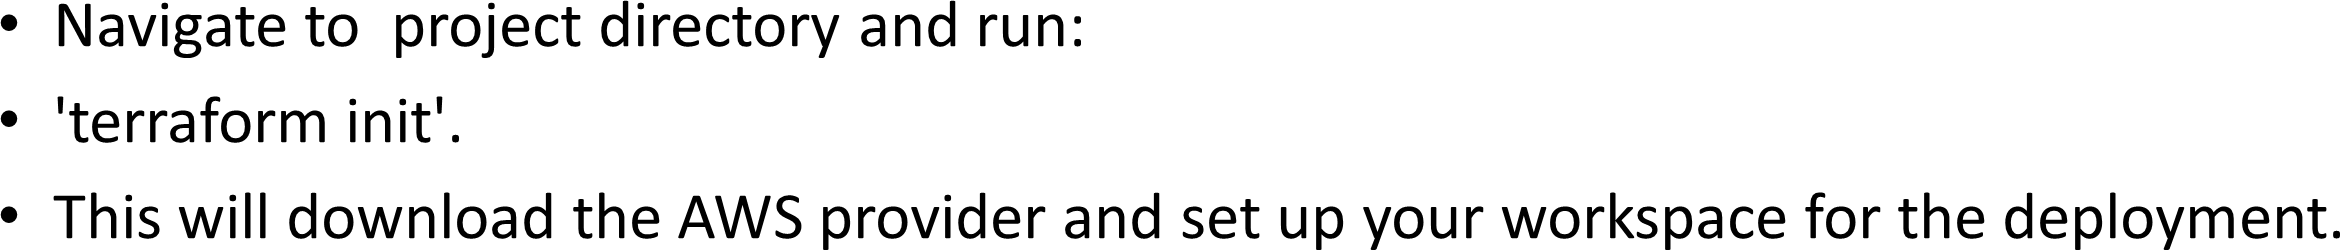 • Navigate to  project directory and run:
• 'terraform init'.
• This will download the AWS provider and set up your workspace for the deployment.